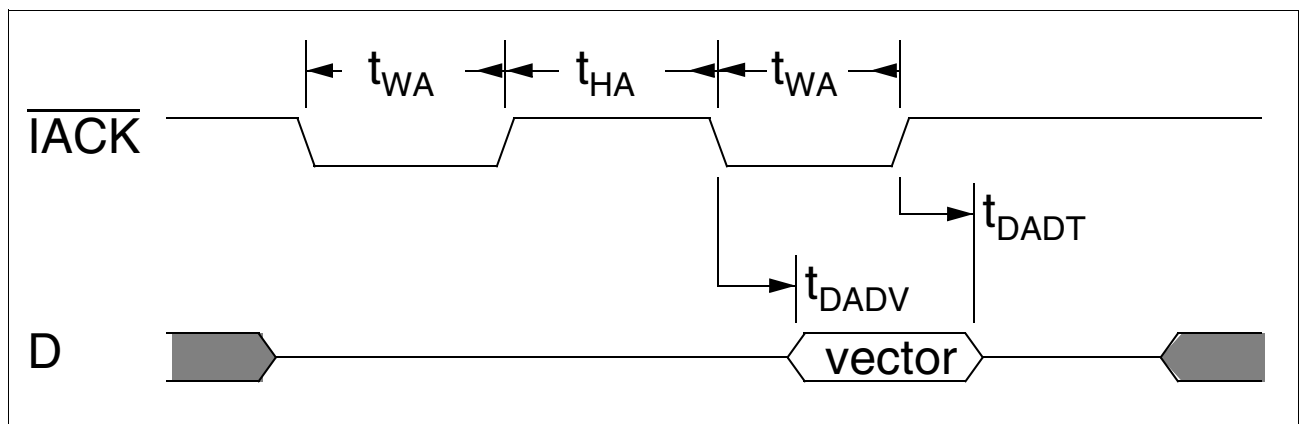 tWA tHA tWA
IACK
tDADT
tDADV
D vector